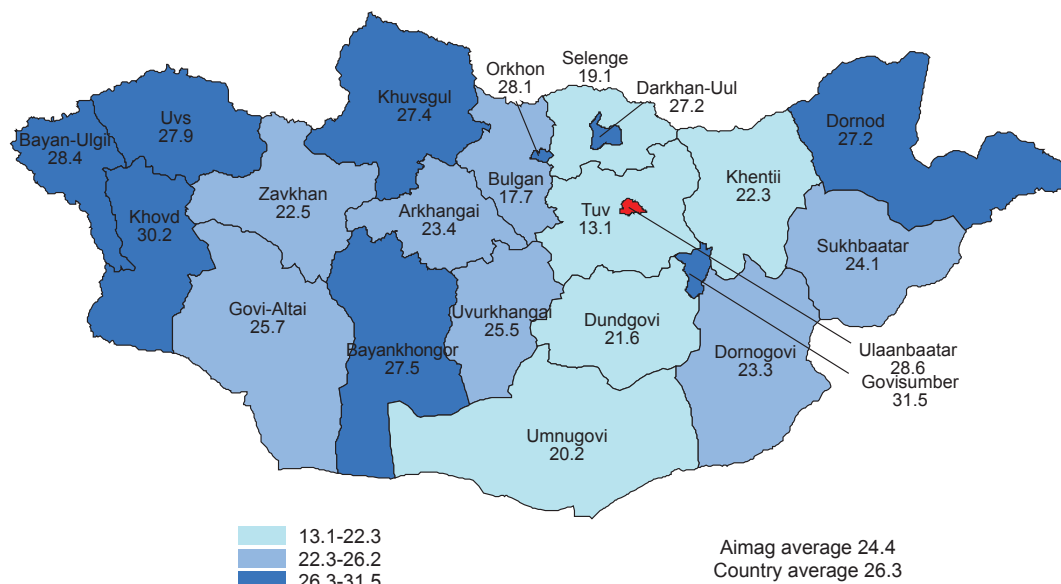 Selenge
19.1
Orkhon
28.1
Darkhan-Uul
27.2
Khuvsgul
27.4
Uvs
27.9
Bayan-Ulgii
28.4
Dornod
27.2
Zavkhan
22.5
Bulgan
17.7
Khentii
22.3
Khovd
30.2
Arkhangai
23.4
Tuv
13.1
Sukhbaatar
24.1
Govi-Altai
25.7
Uvurkhangai
25.5
Dundgovi
21.6
Bayankhongor
27.5
Dornogovi
23.3
Ulaanbaatar
28.6
Govisumber
31.5
Umnugovi
20.2
13.1-22.3
22.3-26.2
26.3-31.5
Aimag average 24.4
Country average 26.3